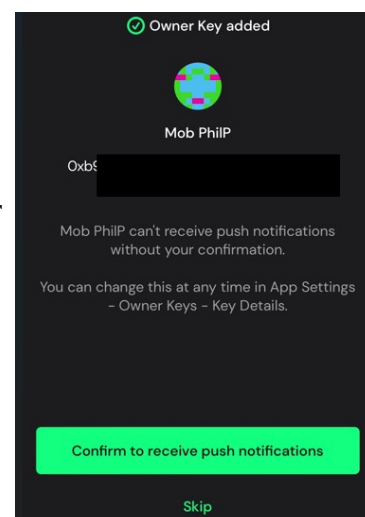 Owner Key added
Mob PhilP
0xb9
Mob PhilP can't receive push notifications
without your confirmation.
You can change this at any time in App Settings
- Owner Keys - Key Details.
Confirm to receive push notifications
Skip